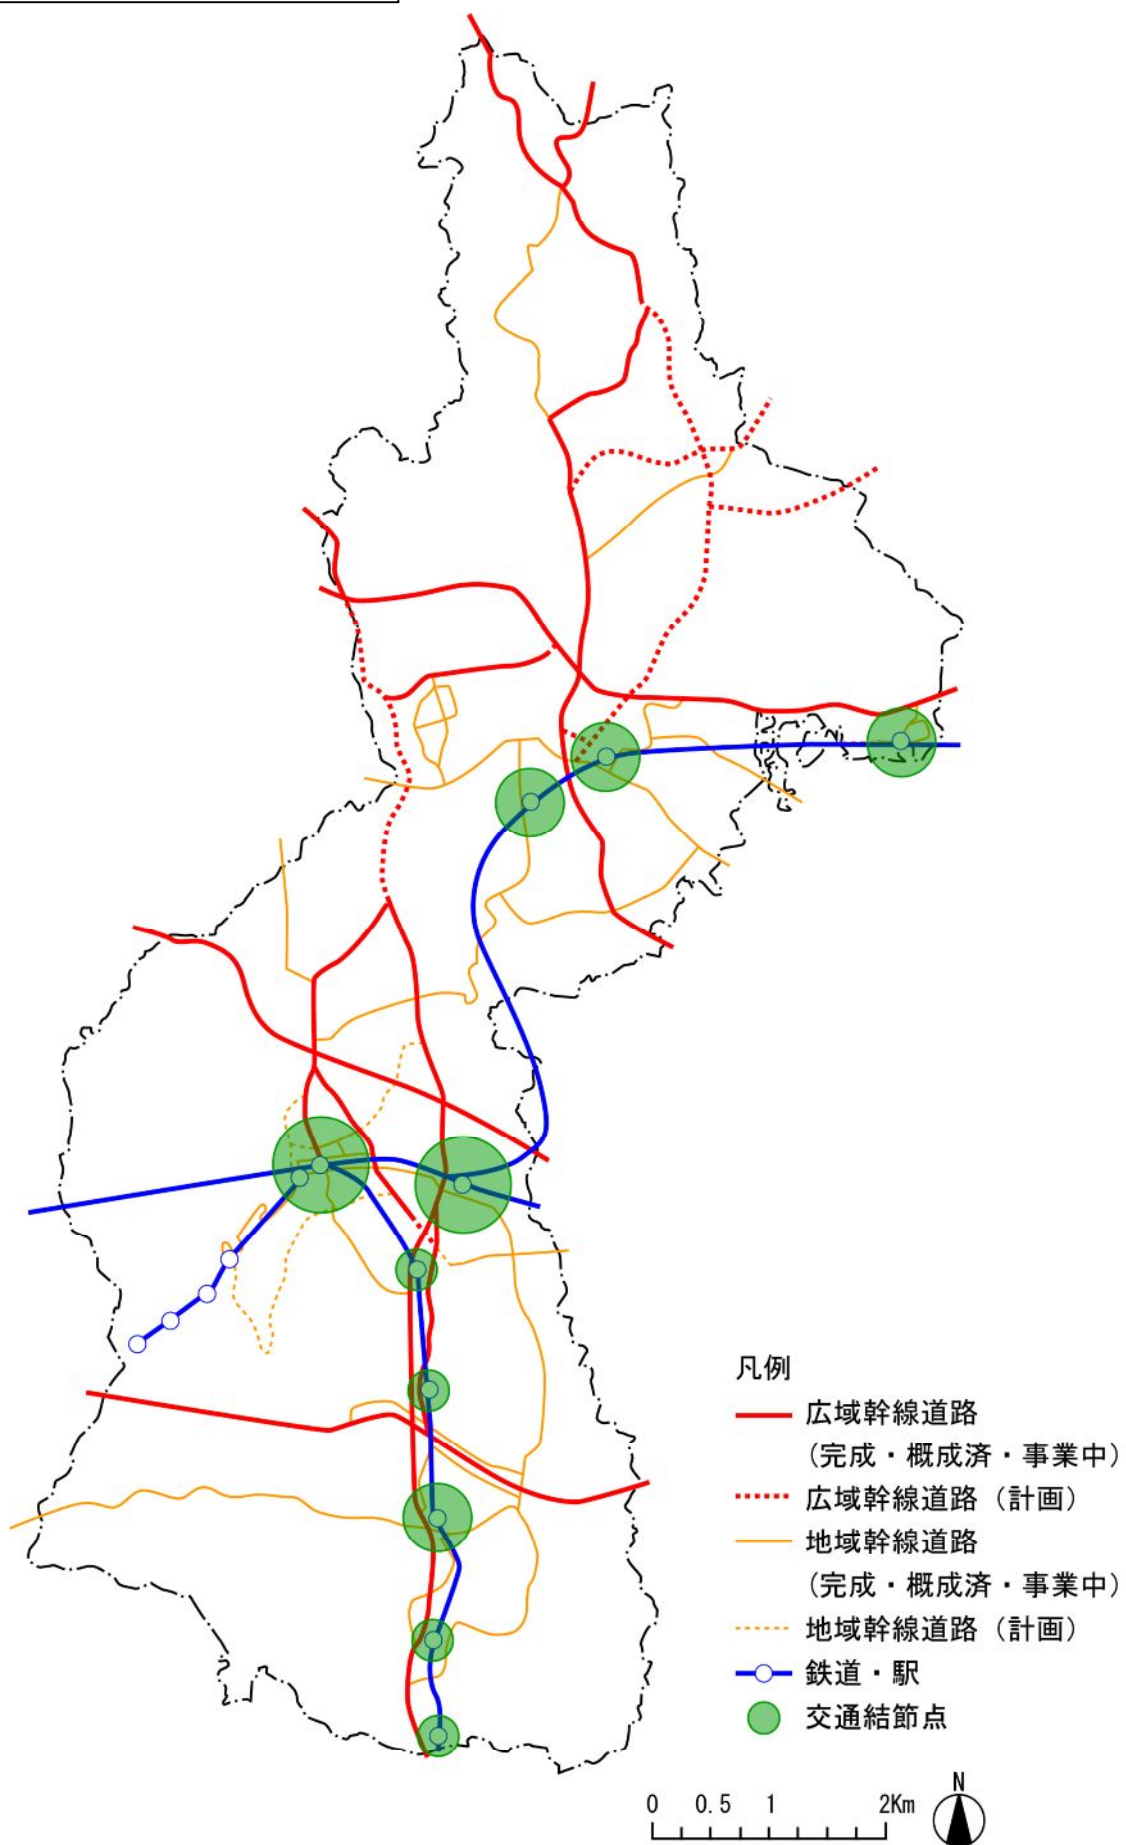 凡例
広域幹線道路
（完成・概成済・事業中）
広域幹線道路（計画）
地域幹線道路
（完成・概成済・事業中）
地域幹線道路（計画）
鉄道・駅
交通結節点
0 0.5 1 2Km
N